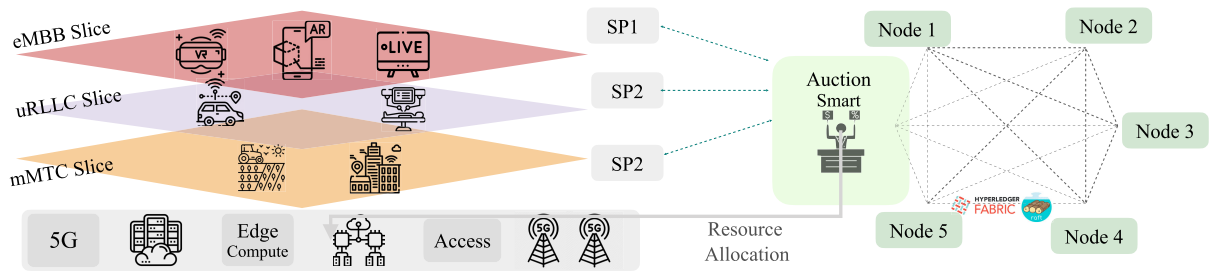 eMBB Slice
uRLLC Slice
mMTC Slice
VR
AR
LIVE
SP1
SP2
SP2
Auction
Smart
$
%
Node 1
Node 2
Node 3
Node 4
Node 5
HYPERLEDGER
FABRIC
raft
5G
Edge
Compute
Access
5G
5G
Resource
Allocation